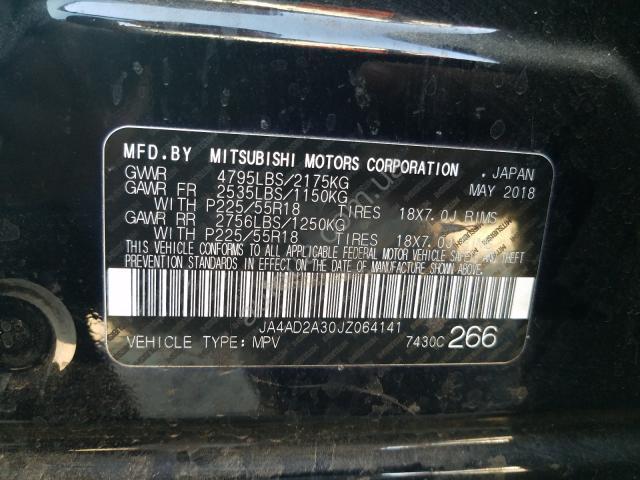 MFD.BY MITSUBISHI MOTORS CORPORATION . JAPAN
GVWR 4795LBS/2175KG MAY 2018
GAWR FR 2535LBS/1150KG
WITH P225/55R18 TIRES 18X7.0J RIMS
GAWR RR 2756LBS/1250KG
WITH P225/55R18 TIRES 18X7.0J
THIS VEHICLE CONFORMS TO ALL APPLICABLE FEDERAL MOTOR VEHICLE SAFETY AND THEFT
PREVENTION STANDARDS IN EFFECT ON THE DATE OF MANUFACTURE SHOWN ABOVE.
JA4AD2A30JZ064141
VEHICLE TYPE: MPV 7430C 266